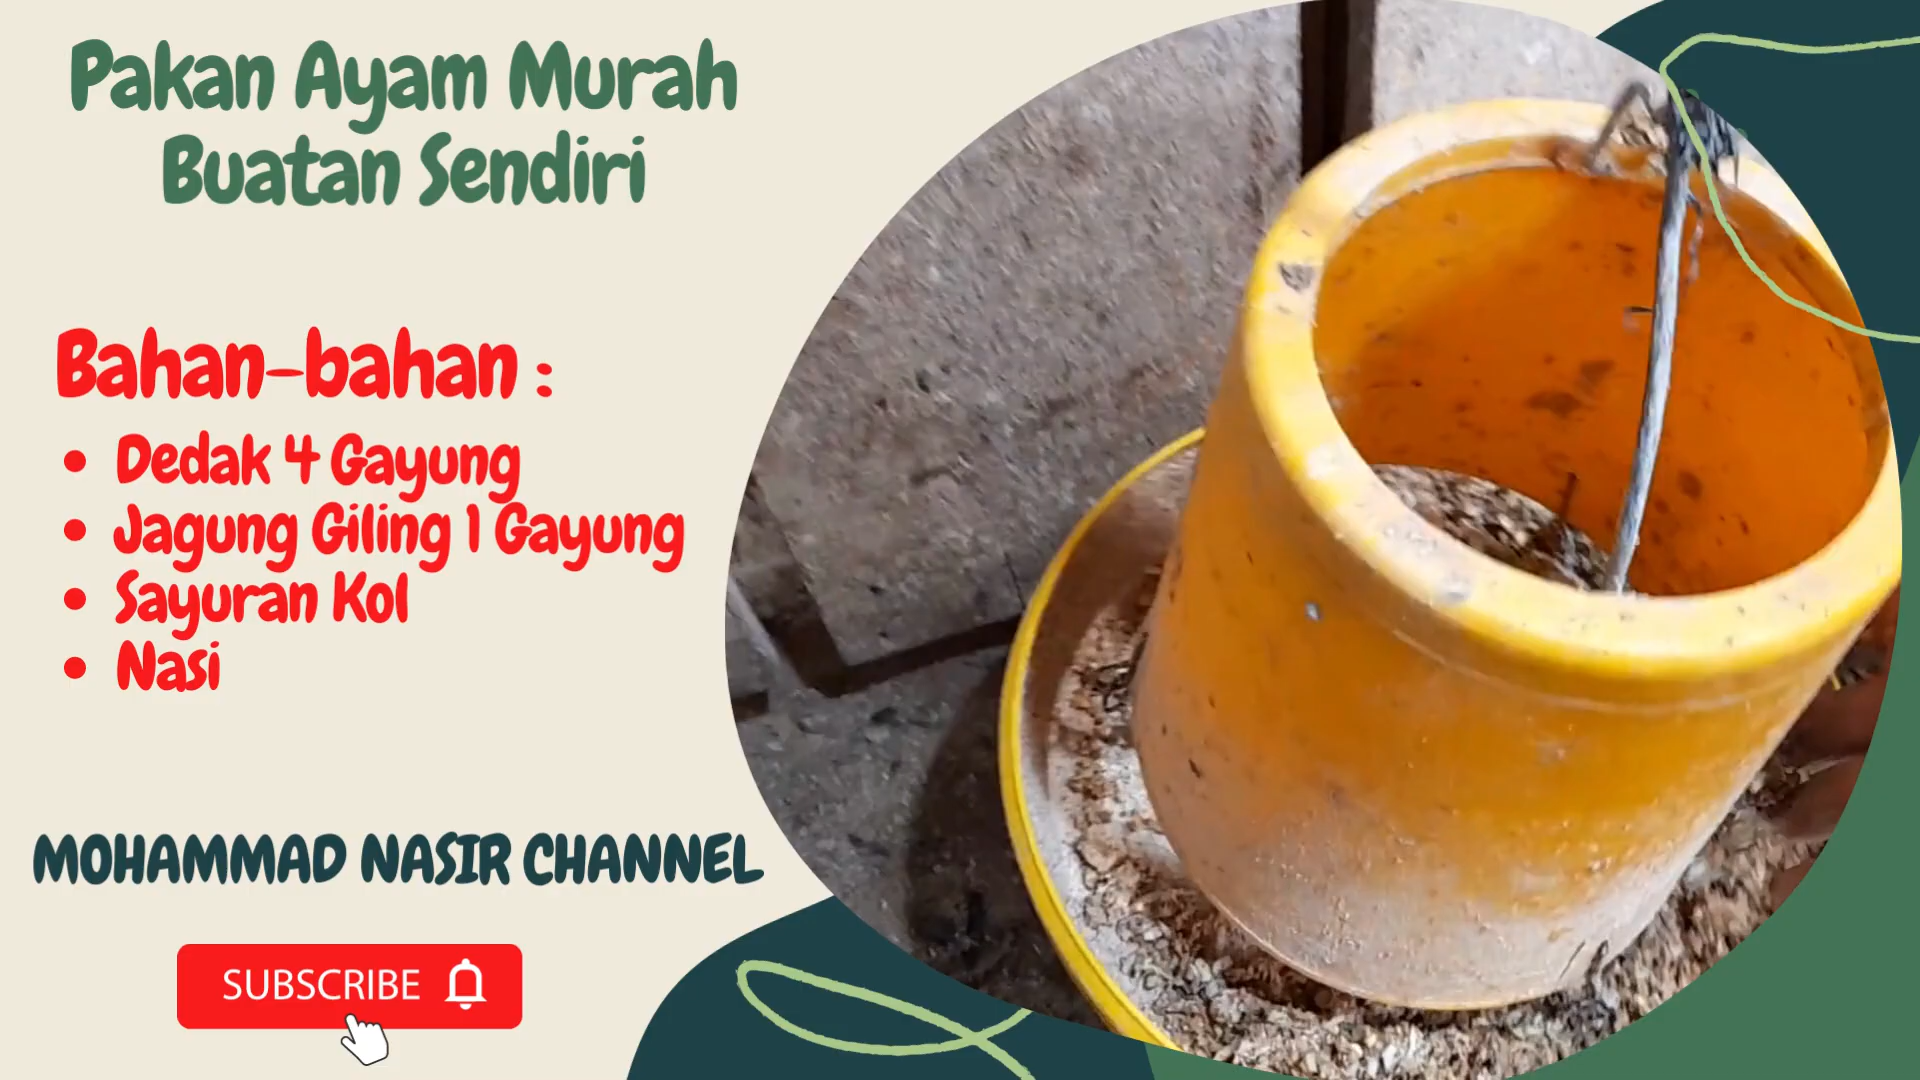 Pakan Ayam Murah
Buatan Sendiri
Bahan-bahan :
• Dedak 4 Gayung
• Jagung Giling 1 Gayung
• Sayuran Kol
• Nasi
MOHAMMAD NASIR CHANNEL
SUBSCRIBE